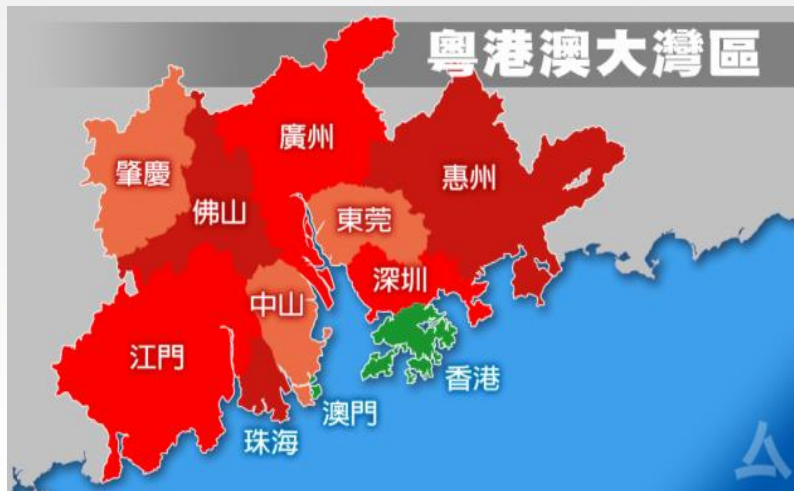 粵港澳大灣區
廣州
肇慶
惠州
佛山
東莞
深圳
中山
江門
香港
澳門
珠海